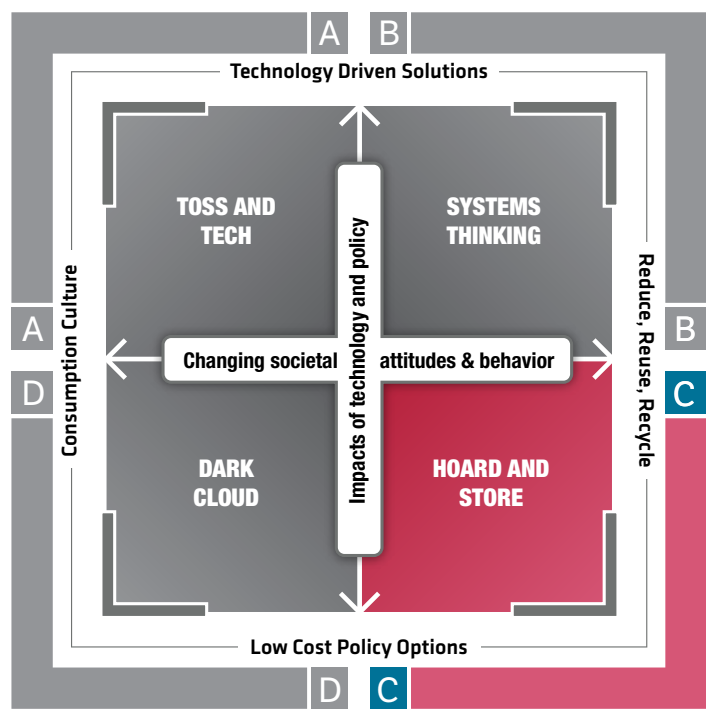 A
B
Technology Driven Solutions
TOSS AND
TECH
SYSTEMS
THINKING
Impacts of technology and policy
Consumption Culture
Reduce, Reuse, Recycle
A
B
Changing societal attitudes & behavior
D
C
DARK
CLOUD
HOARD AND
STORE
Low Cost Policy Options
D
C